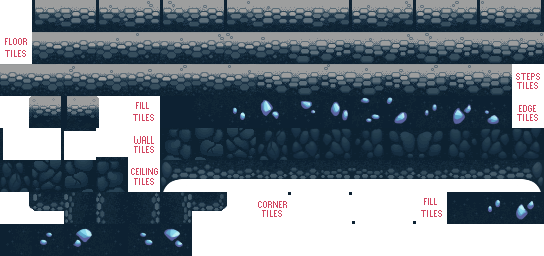 FLOOR
TILES
STEPS
TILES
FILL
TILES
EDGE
TILES
WALL
TILES
CEILING
TILES
CORNER
TILES
FILL
TILES